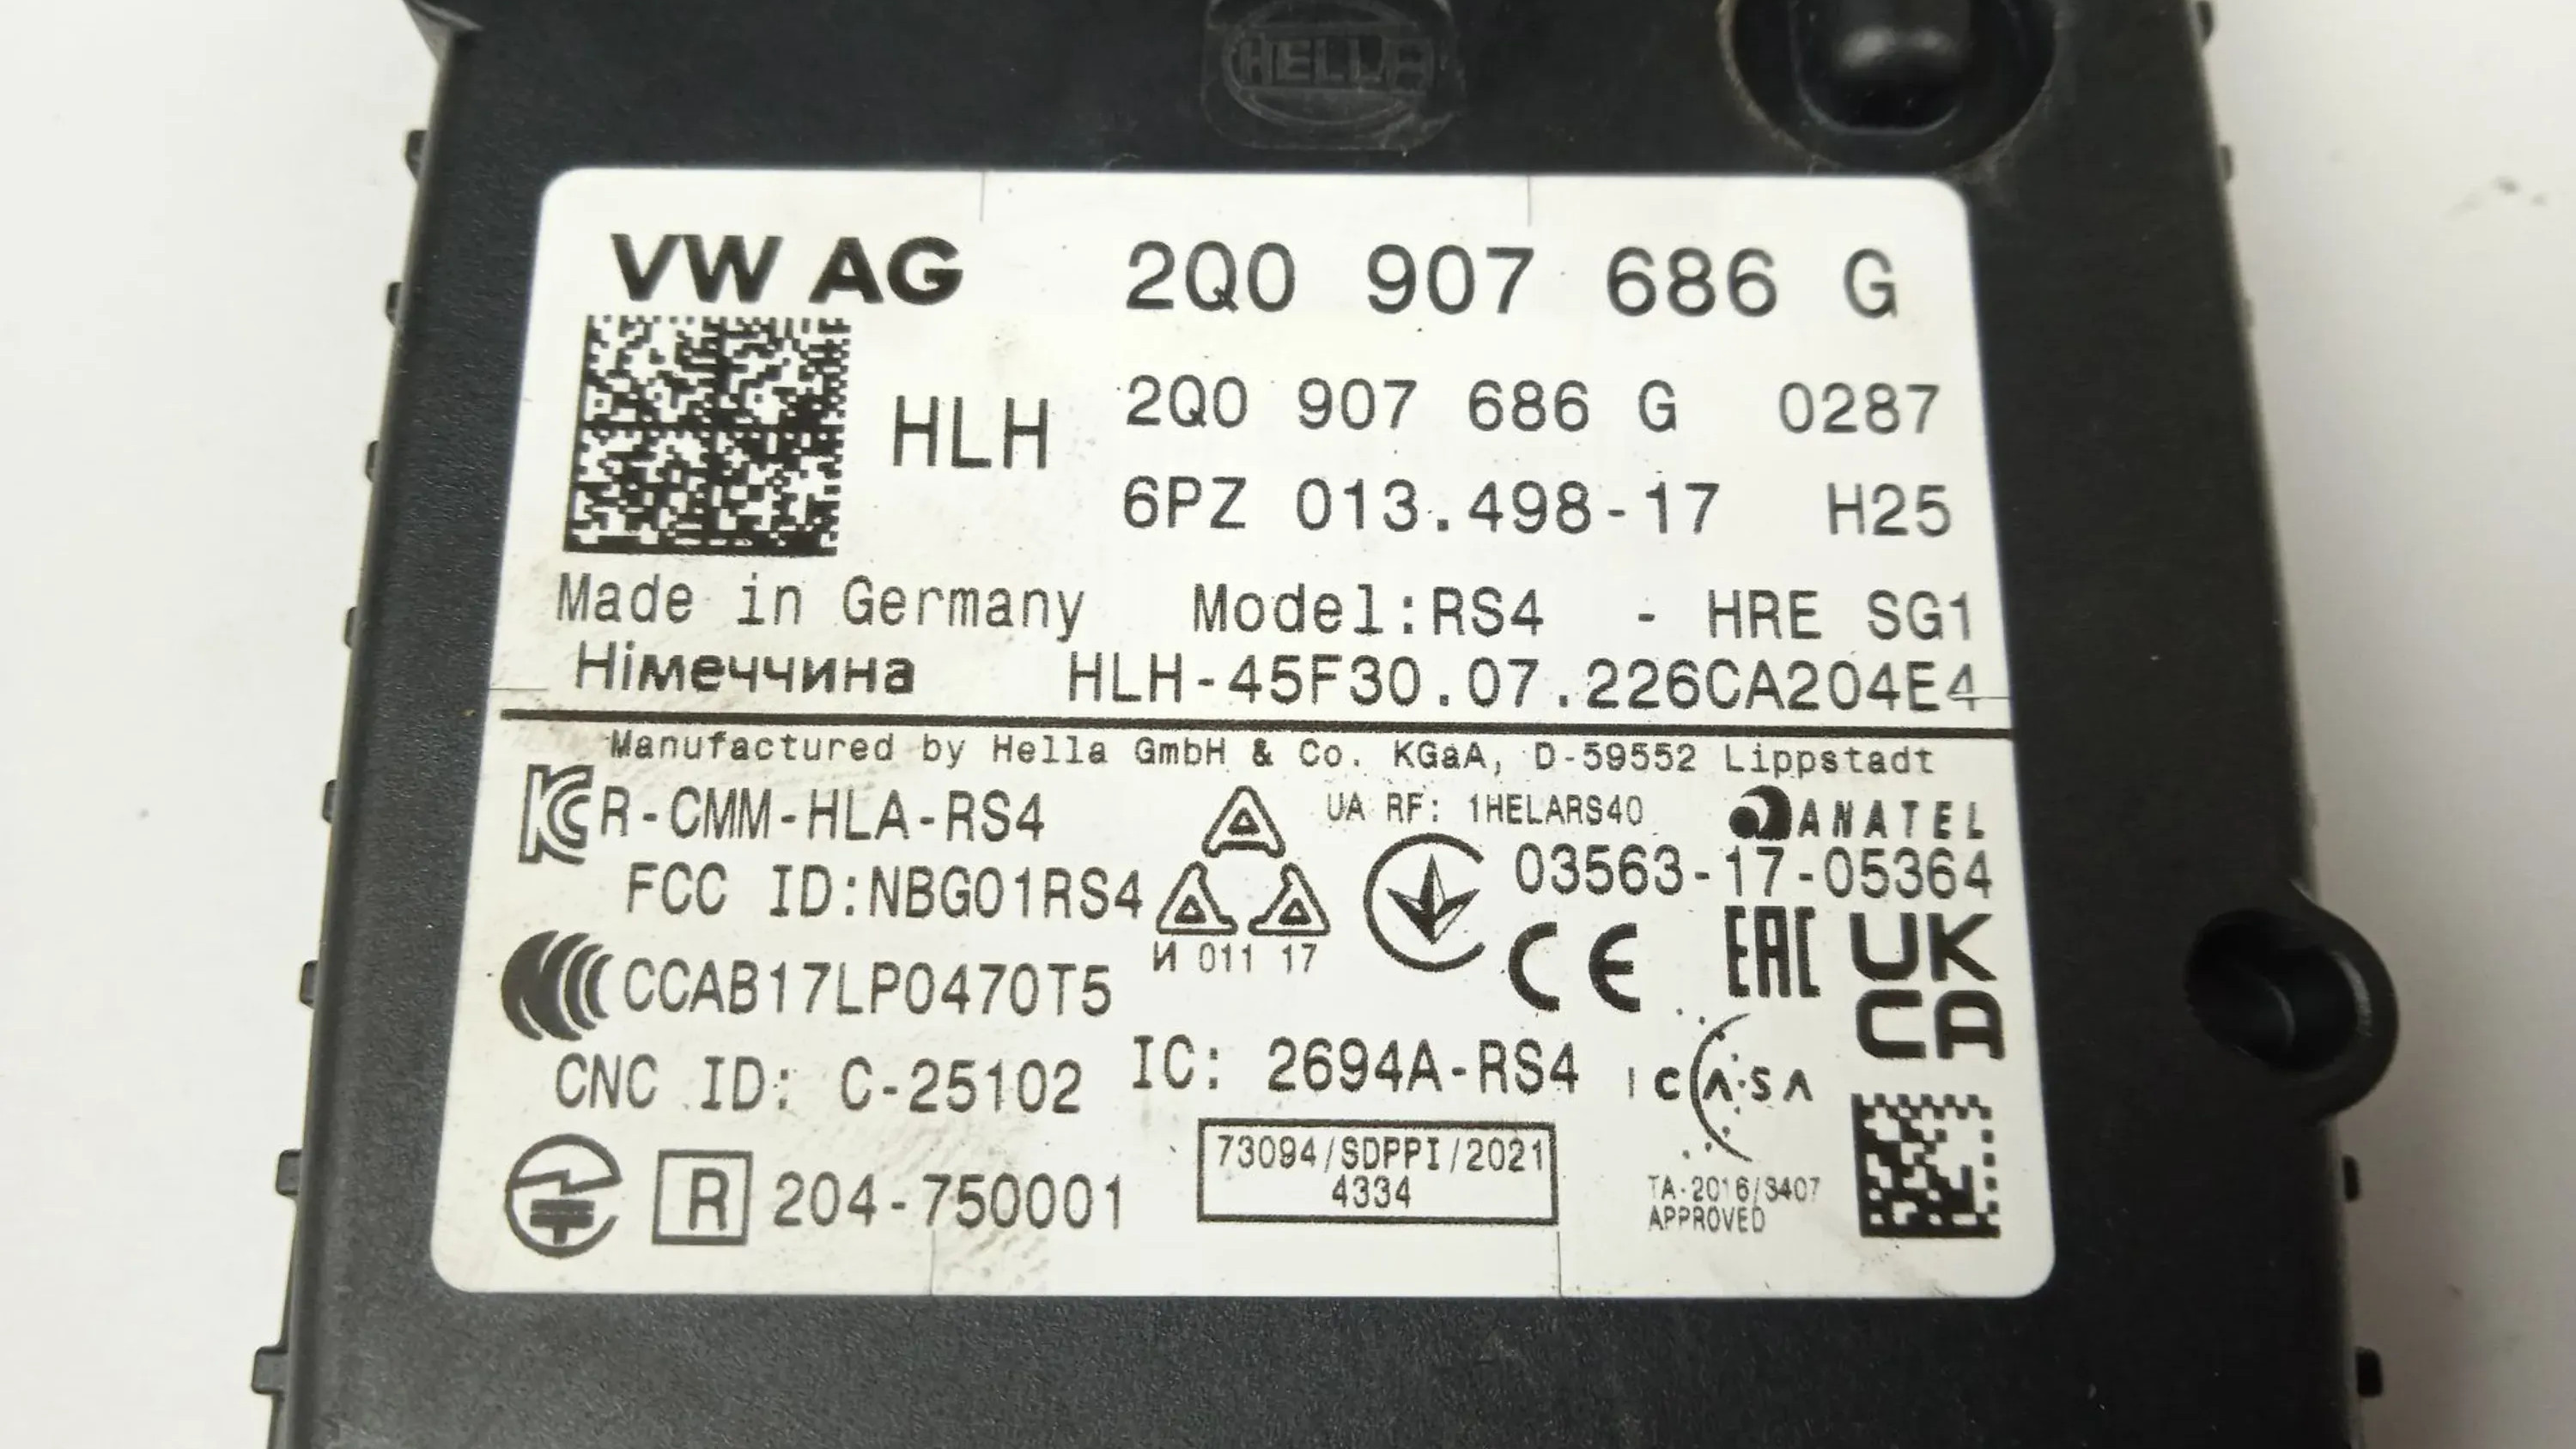 HELLA
VW AG 2Q0 907 686 G
HLH 2Q0 907 686 G 0287
6PZ 013.498-17 H25
Made in Germany Model:RS4 - HRE SG1
Німеччина HLH-45F30.07.226CA204E4
Manufactured by Hella GmbH & Co. KGaA, D-59552 Lippstadt
R-CMM-HLA-RS4 UA RF: 1HELARS40 ANATEL
FCC ID:NBG01RS4 03563-17-05364
И 011 17 CE EAC UK CA
CCAB17LP0470T5
CNC ID: C-25102 IC: 2694A-RS4 ICASA
R 204-750001 73094/SDPPI/2021
4334
TA-2016/3407
APPROVED